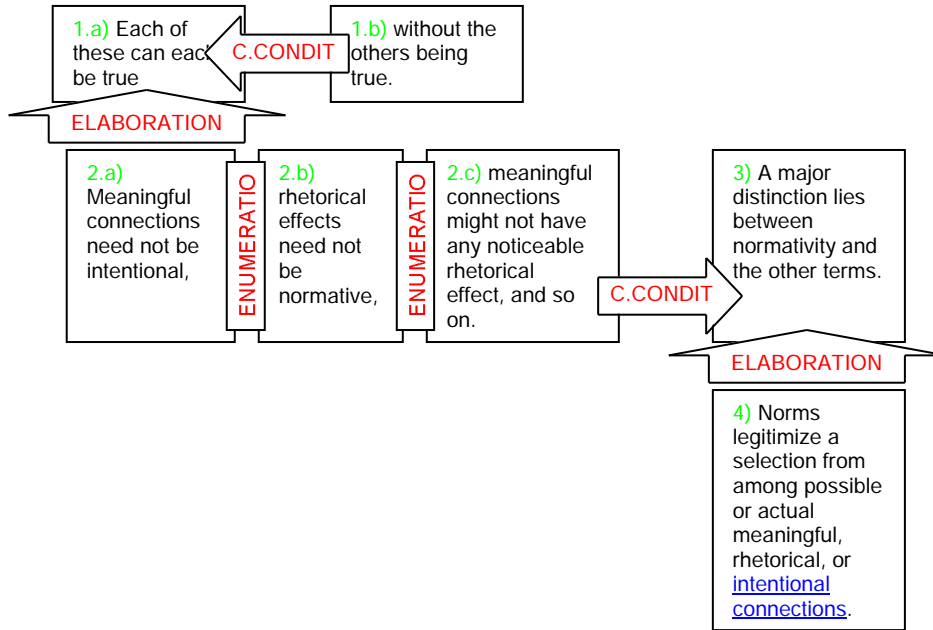 1.a) Each of
these can each
be true
C.CONDIT
1.b) without the
others being
true.
ELABORATION
2.a)
Meaningful
connections
need not be
intentional,
ENUMERATIO
2.b)
rhetorical
effects
need not
be
normative,
ENUMERATIO
2.c) meaningful
connections
might not have
any noticeable
rhetorical
effect, and so
on.
C.CONDIT
3) A major
distinction lies
between
normativity and
the other terms.
ELABORATION
4) Norms
legitimize a
selection from
among possible
or actual
meaningful,
rhetorical, or
intentional
connections.